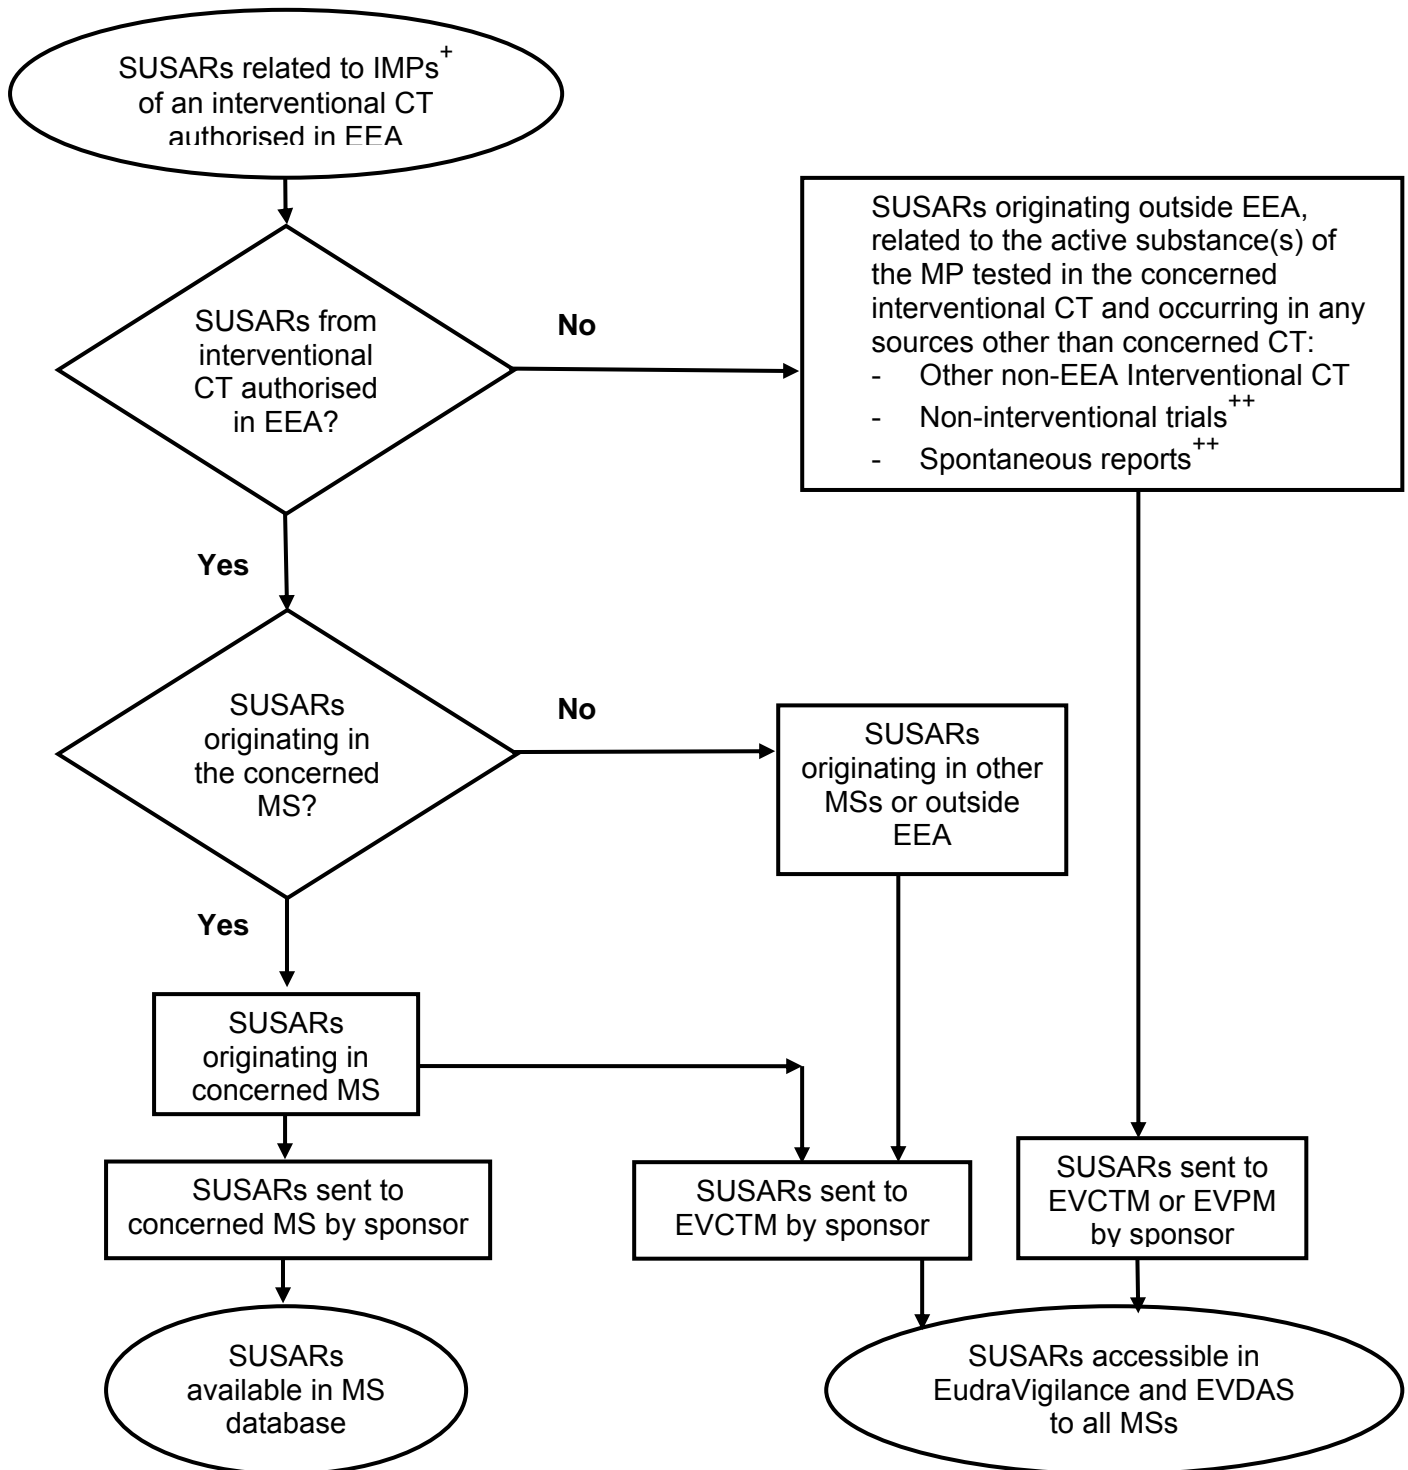 SUSARs related to IMPs+
of an interventional CT
authorised in EEA
SUSARs from
interventional
CT authorised
in EEA?
No
SUSARs originating outside EEA,
related to the active substance(s) of
the MP tested in the concerned
interventional CT and occurring in any
sources other than concerned CT:
- Other non-EEA Interventional CT
- Non-interventional trials++
- Spontaneous reports++
Yes
SUSARs
originating in
the concerned
MS?
No
SUSARs
originating in other
MSs or outside
EEA
Yes
SUSARs
originating in
concerned MS
SUSARs sent to
concerned MS by sponsor
SUSARs sent to
EVCTM by sponsor
SUSARs sent to
EVCTM or EVPM
by sponsor
SUSARs
available in MS
database
SUSARs accessible in
EudraVigilance and EVDAS
to all MSs